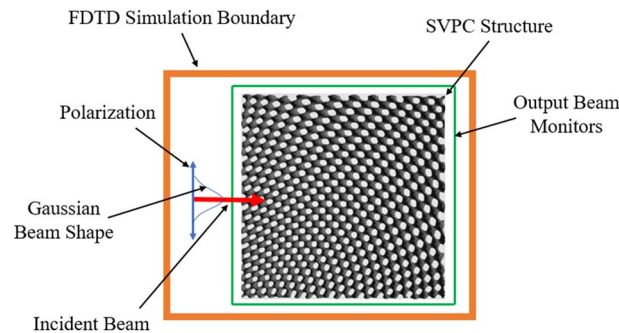 FDTD Simulation Boundary
SVPC Structure
Polarization
Output Beam
Monitors
Gaussian
Beam Shape
Incident Beam